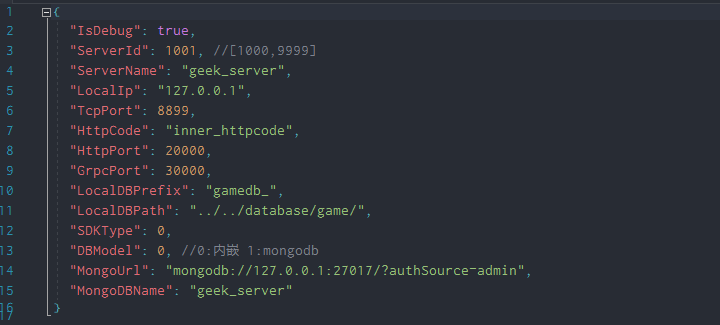 1 {
2 "IsDebug": true,
3 "ServerId": 1001, //[1000,9999]
4 "ServerName": "geek_server",
5 "LocalIp": "127.0.0.1",
6 "TcpPort": 8899,
7 "HttpCode": "inner_httpcode",
8 "HttpPort": 20000,
9 "GrpcPort": 30000,
10 "LocalDBPrefix": "gamedb_",
11 "LocalDBPath": "../../database/game/",
12 "SDKType": 0,
13 "DBModel": 0, //0:内嵌 1:mongodb
14 "MongoUrl": "mongodb://127.0.0.1:27017/?authSource=admin",
15 "MongoDBName": "geek_server"
16 }
17